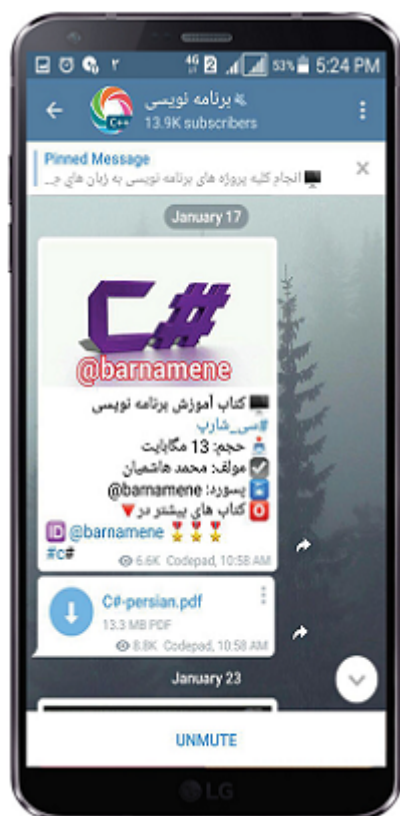 ۲ 4G 2 53% 5:24 PM
برنامه نویسی
C++
13.9K subscribers
Pinned Message
انجام کلیه پروژه های برنامه نویسی به زبان های ج...
January 17
C#
@barnamene
کتاب آموزش برنامه نویسی
#سی_شارپ
حجم: 13 مگابایت
مولف: محمد هاشمیان
پسورد: @barnamene
کتاب های بیشتر در
@barnamene
#c#
6.6K Codepad, 10:58 AM
C#-persian.pdf
13.3 MB PDF
8.8K Codepad, 10:58 AM
January 23
UNMUTE
LG